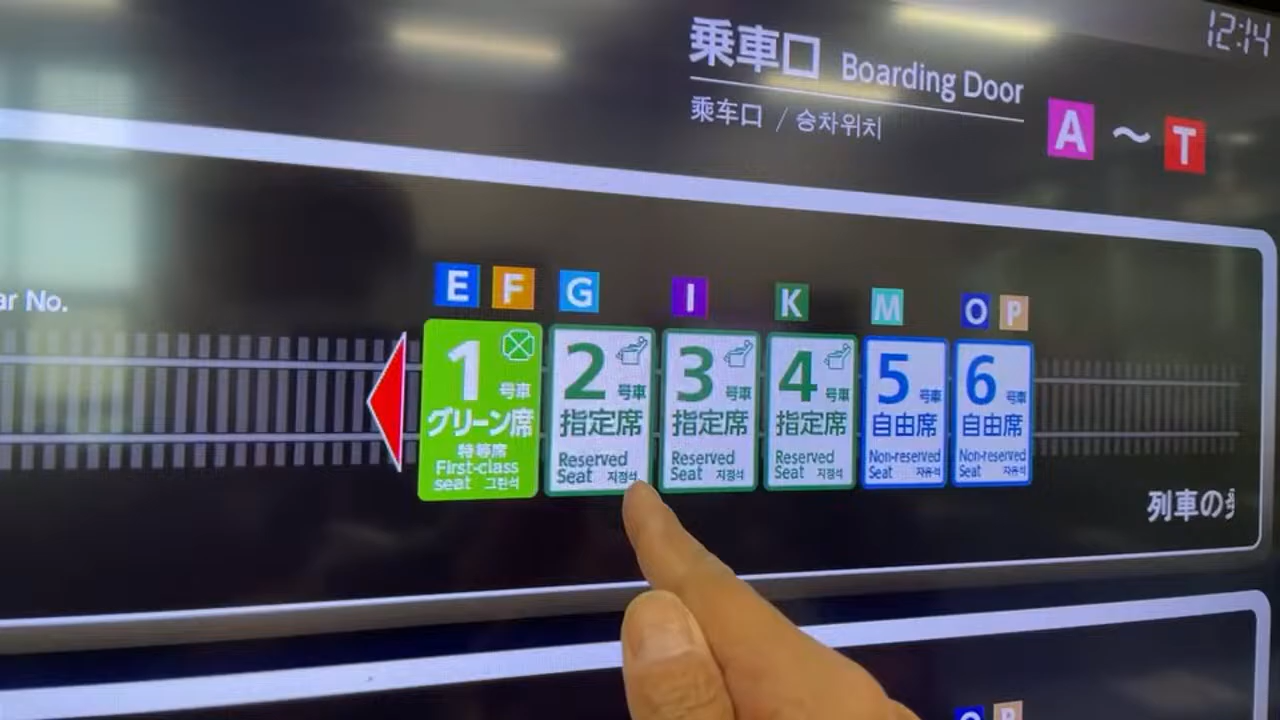 12:14
乗車口 Boarding Door
乘车口 / 승차위치
A ~ T
ar No.
E F G I K M O P
1 号車
グリーン席
特等席
First-class
seat 그린석
2 号車
指定席
Reserved
Seat 지정석
3 号車
指定席
Reserved
Seat 지정석
4 号車
指定席
Reserved
Seat 지정석
5 号車
自由席
Non-reserved
Seat 자유석
6 号車
自由席
Non-reserved
Seat 자유석
列車の
O P